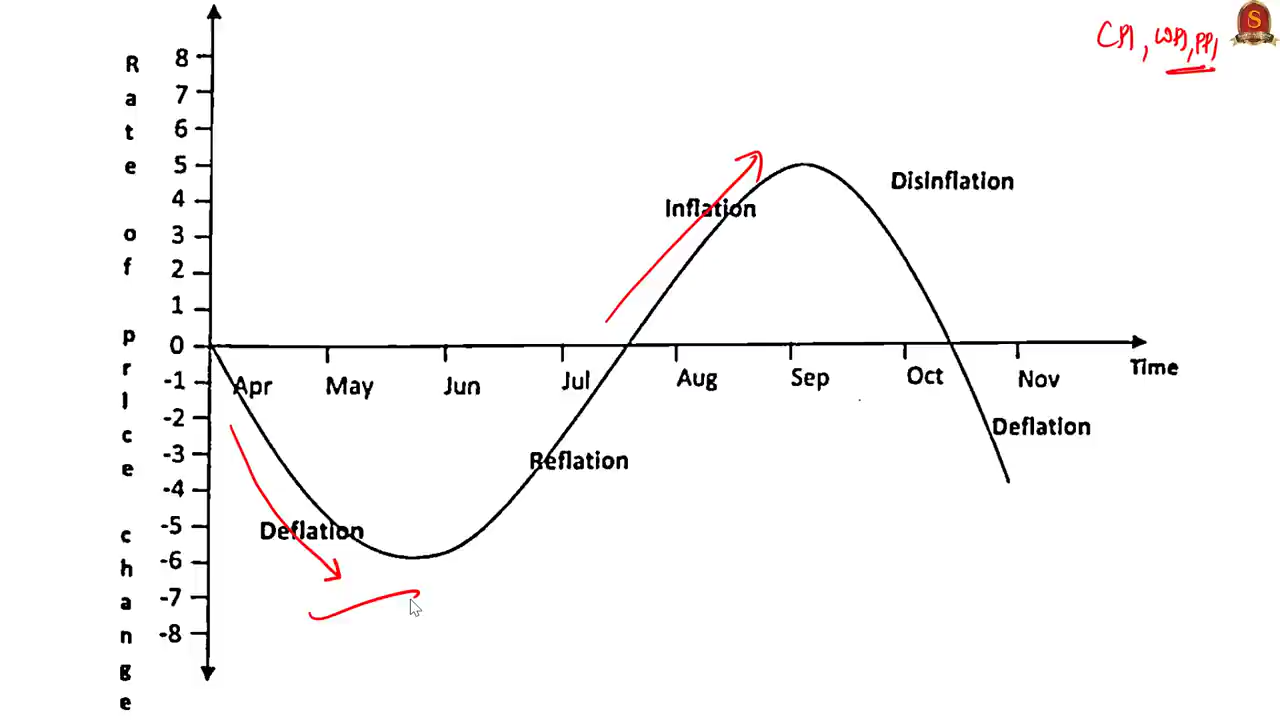 CPI, WPI, PPI
S
Rate of prlce change
8
7
6
5
4
3
2
1
0
-1
-2
-3
-4
-5
-6
-7
-8
Inflation
Disinflation
Apr May Jun Jul Aug Sep Oct Nov
Time
Deflation
Reflation
Deflation